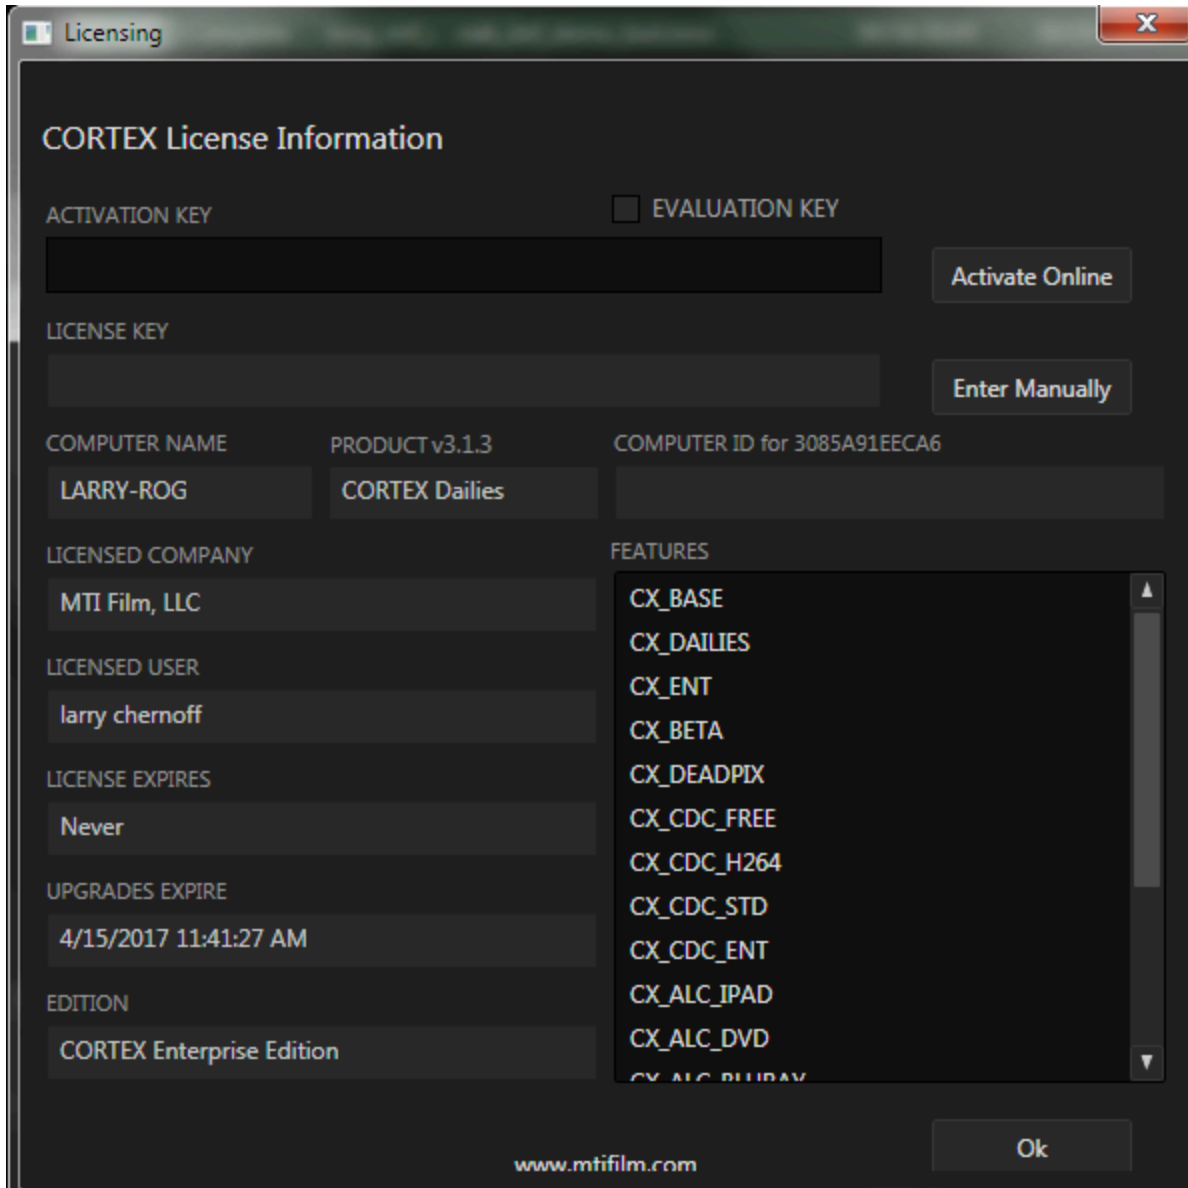 Licensing
CORTEX License Information
ACTIVATION KEY
EVALUATION KEY
Activate Online
LICENSE KEY
Enter Manually
COMPUTER NAME
PRODUCT v3.1.3
COMPUTER ID for 3085A91EECA6
LARRY-ROG
CORTEX Dailies
LICENSED COMPANY
MTI Film, LLC
LICENSED USER
larry chernoff
LICENSE EXPIRES
Never
UPGRADES EXPIRE
4/15/2017 11:41:27 AM
EDITION
CORTEX Enterprise Edition
FEATURES
CX_BASE
CX_DAILIES
CX_ENT
CX_BETA
CX_DEADPIX
CX_CDC_FREE
CX_CDC_H264
CX_CDC_STD
CX_CDC_ENT
CX_ALC_IPAD
CX_ALC_DVD
CX_ALC_BLURAY
Ok
www.mtifilm.com